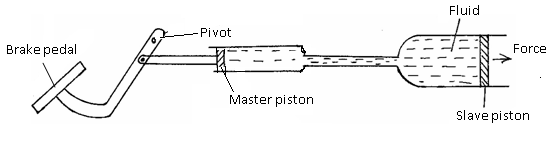 Fluid
Pivot
Force
Brake pedal
Master piston
Slave piston